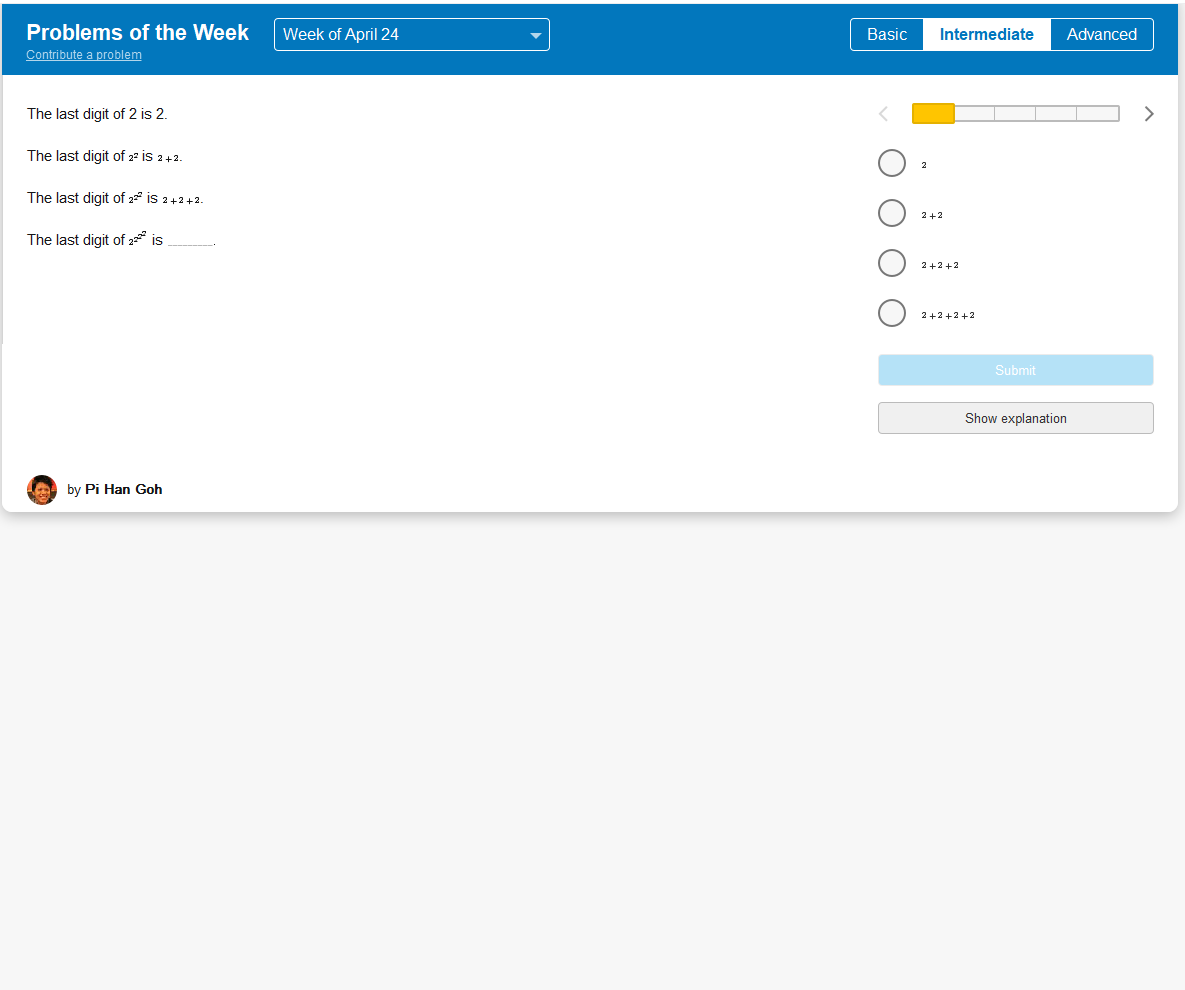 Problems of the Week
Contribute a problem
Week of April 24
Basic
Intermediate
Advanced
The last digit of 2 is 2.
The last digit of 2² is 2 + 2.
The last digit of 2^{2^2} is 2 + 2 + 2.
The last digit of 2^{2^{2^2}} is _________.
2
2 + 2
2 + 2 + 2
2 + 2 + 2 + 2
Submit
Show explanation
by Pi Han Goh